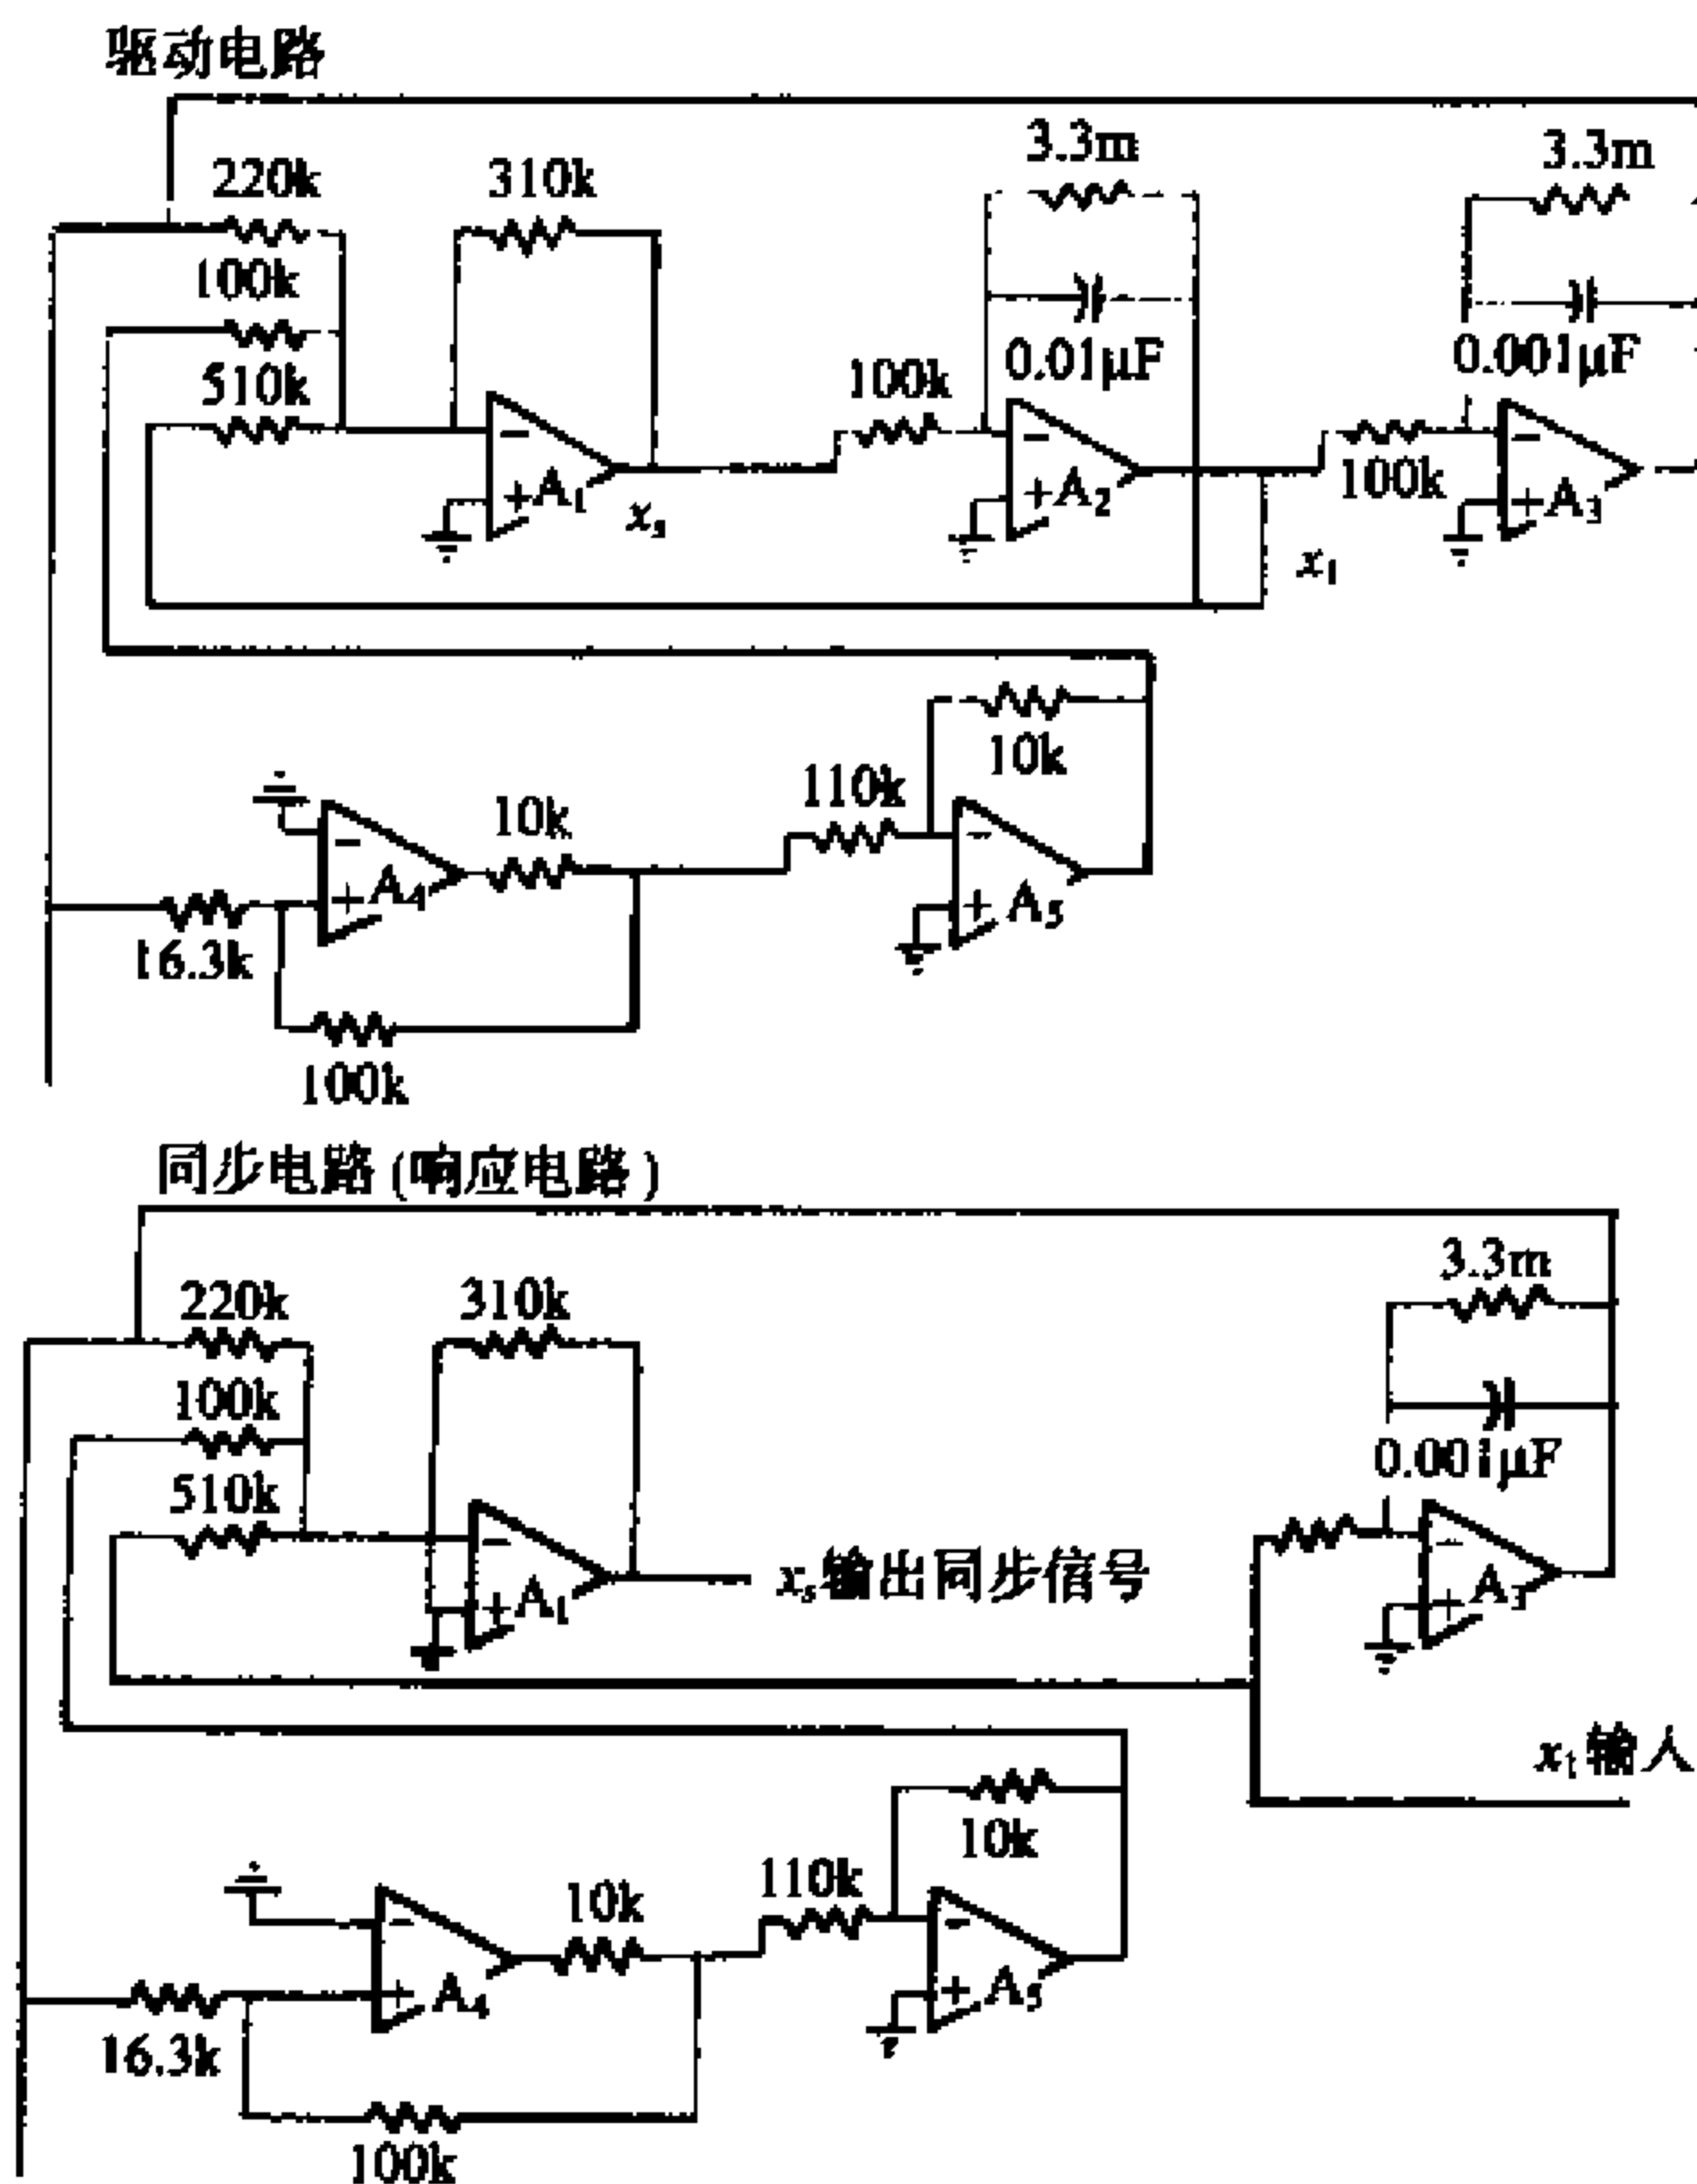 驱动电路
3.3m
3.3m
220k
310k
100k
0.01μF
0.001μF
510k
100k
100k
− + A₁
− + A₂
− + A₃
xₛ
x₁
10k
110k
10k
− + A₄
− + A₅
16.3k
100k
同步电路(响应电路)
3.3m
220k
310k
100k
0.001μF
510k
− + A₁
xₛ输出同步信号
− + A₃
x₁输入
10k
110k
10k
− + A₄
− + A₅
16.3k
100k